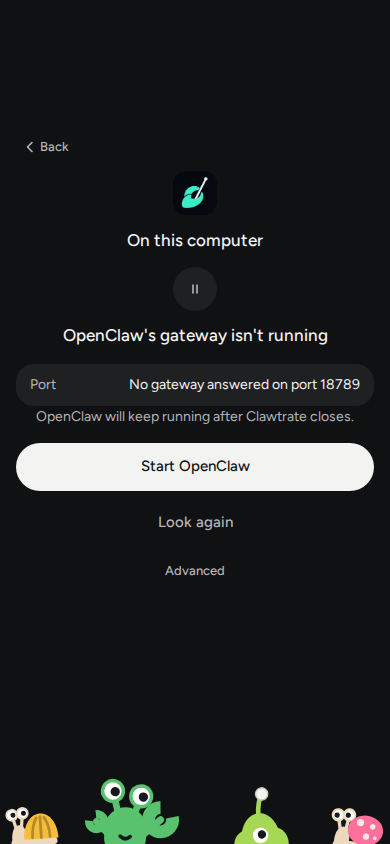 Back
On this computer
OpenClaw's gateway isn't running
Port No gateway answered on port 18789
OpenClaw will keep running after Clawtrate closes.
Start OpenClaw
Look again
Advanced